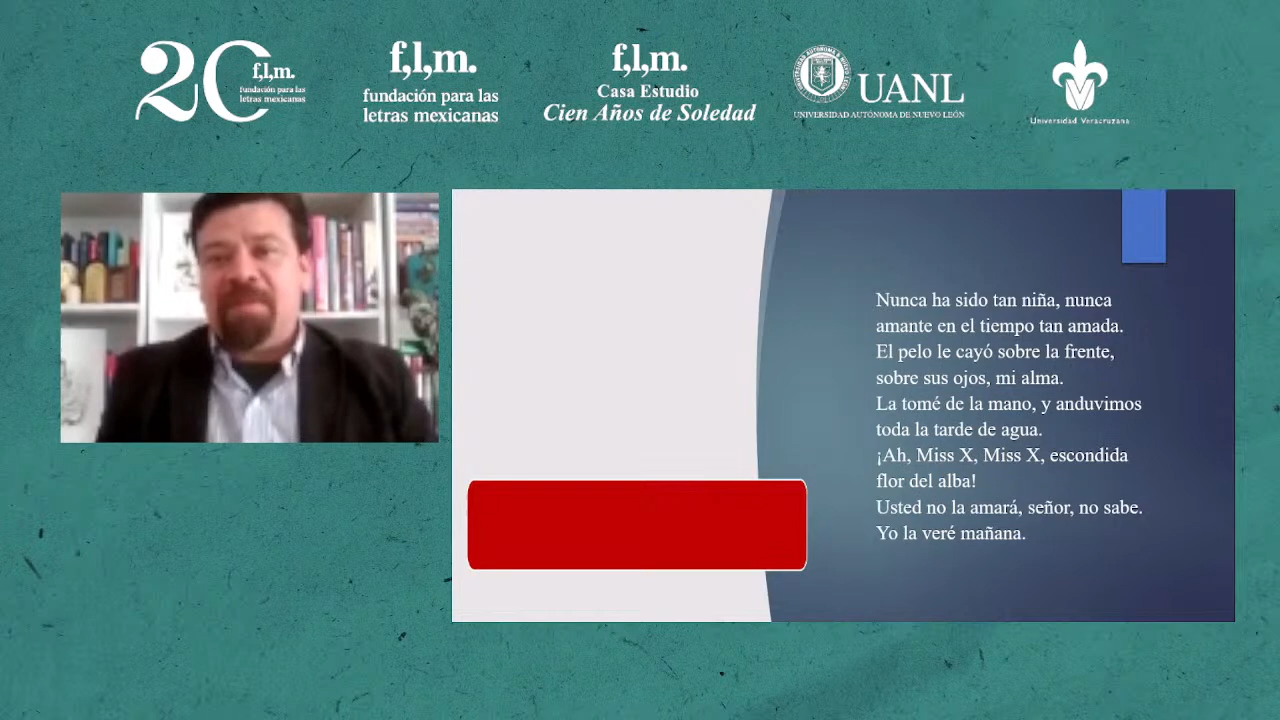 20 f,l,m.
fundación para las
letras mexicanas
f,l,m.
fundación para las
letras mexicanas
f,l,m.
Casa Estudio
Cien Años de Soledad
UANL
UNIVERSIDAD AUTÓNOMA DE NUEVO LEÓN
Universidad Veracruzana
Nunca ha sido tan niña, nunca
amante en el tiempo tan amada.
El pelo le cayó sobre la frente,
sobre sus ojos, mi alma.
La tomé de la mano, y anduvimos
toda la tarde de agua.
¡Ah, Miss X, Miss X, escondida
flor del alba!
Usted no la amará, señor, no sabe.
Yo la veré mañana.